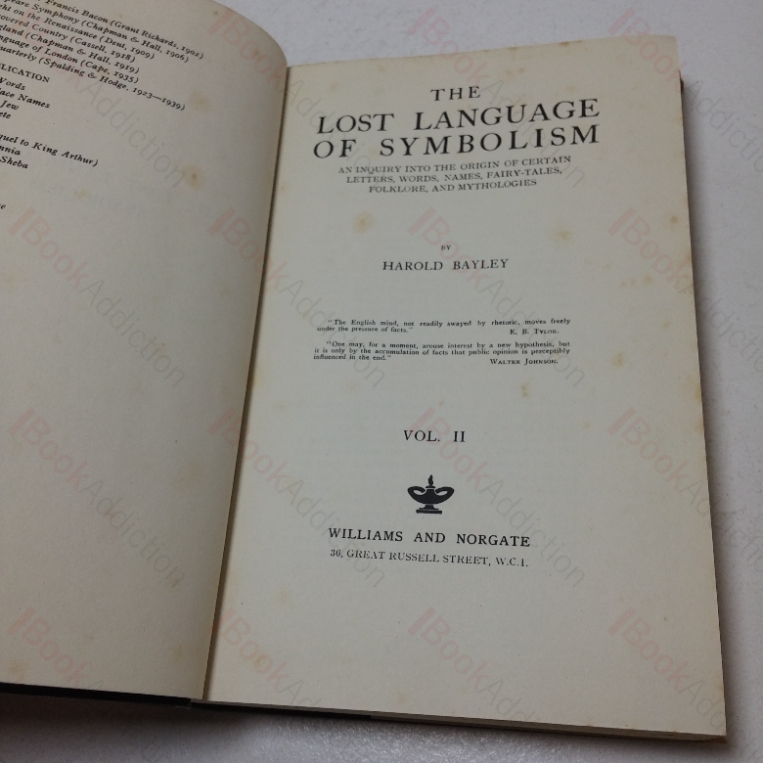 Francis Bacon (Grant Richards, 1902)
Symphony (Chapman & Hall, 1906)
on the Renaissance (Dent, 1909)
Country (Cassell, 1918)
(Chapman & Hall, 1919)
of London (Cape, 1935)
(Spalding & Hodge, 1923—1939)
Words
Names
Jew
to King Arthur)
Sheba
THE
LOST LANGUAGE
OF SYMBOLISM
AN INQUIRY INTO THE ORIGIN OF CERTAIN
LETTERS, WORDS, NAMES, FAIRY-TALES,
FOLKLORE, AND MYTHOLOGIES
BY
HAROLD BAYLEY
"The English mind, not readily swayed by rhetoric, moves freely
under the pressure of facts." E. B. Tylor.
"One may, for a moment, arouse interest by a new hypothesis, but
it is only by the accumulation of facts that public opinion is perceptibly
influenced in the end." Walter Johnson.
VOL. II
WILLIAMS AND NORGATE
36, GREAT RUSSELL STREET, W.C.1.
BookAddiction